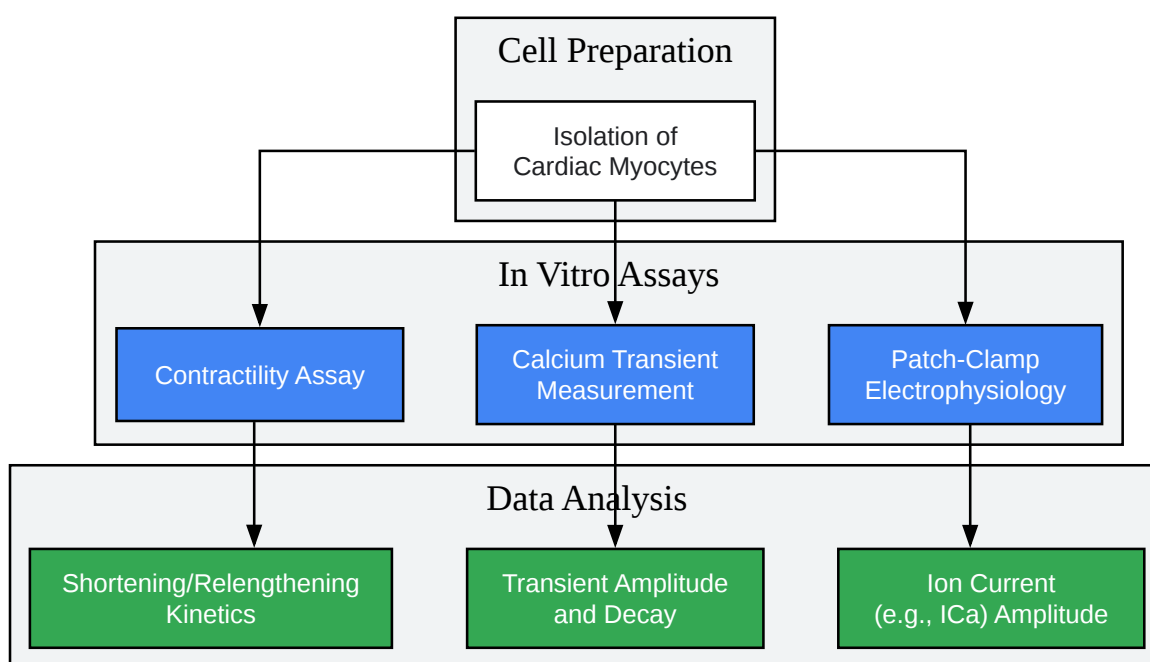 Cell Preparation
Isolation of
Cardiac Myocytes
In Vitro Assays
Contractility Assay
Calcium Transient
Measurement
Patch-Clamp
Electrophysiology
Data Analysis
Shortening/Relengthening
Kinetics
Transient Amplitude
and Decay
Ion Current
(e.g., ICa) Amplitude